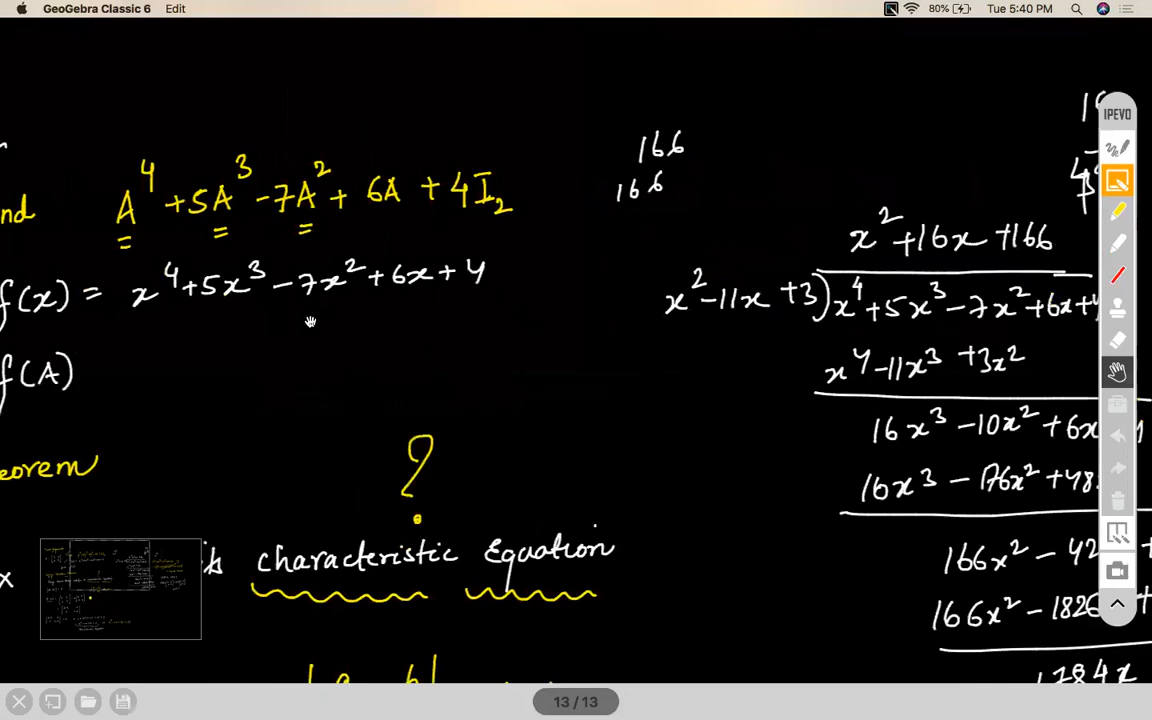 GeoGebra Classic 6 Edit 80% Tue 5:40 PM
IPEVO
nd A⁴ + 5A³ - 7A² + 6A + 4I₂
f(x) = x⁴ + 5x³ - 7x² + 6x + 4
f(A)
eorem
?
is characteristic Equation
166
166
x² + 16x + 166
x² - 11x + 3) x⁴ + 5x³ - 7x² + 6x + 4
x⁴ - 11x³ + 3x²
16x³ - 10x² + 6x
16x³ - 176x² + 48
166x² - 42
166x² - 1826
1784x
13 / 13